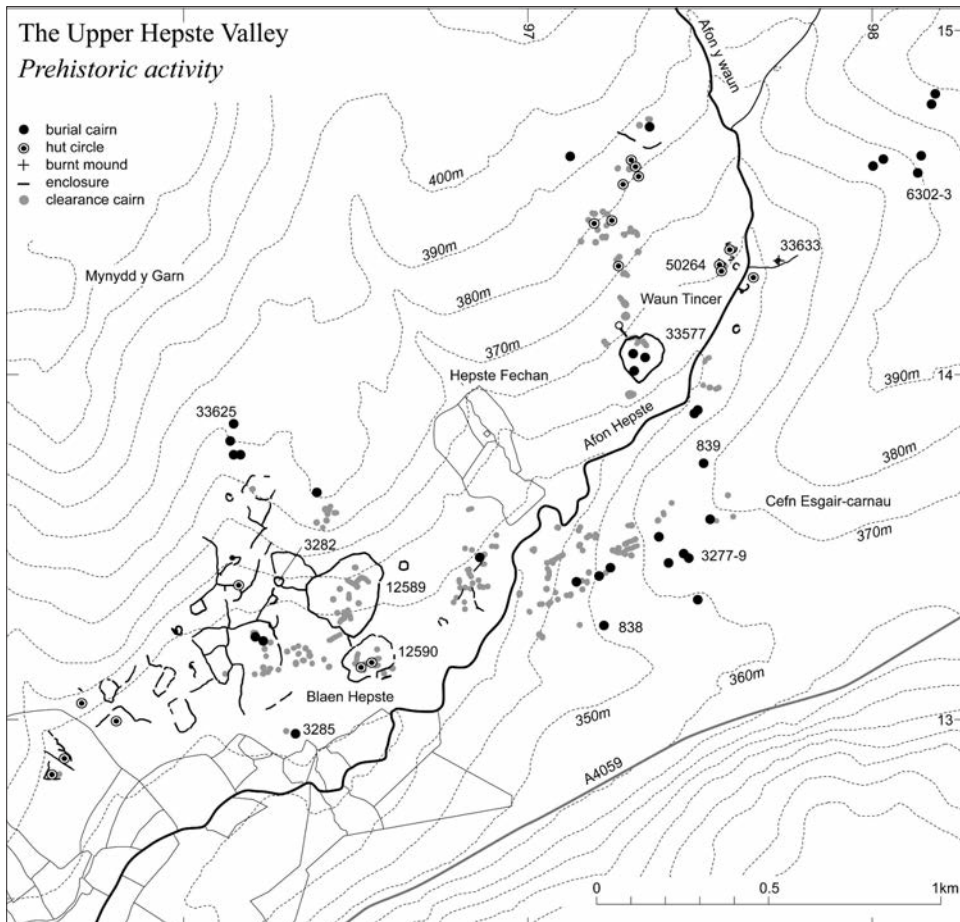 The Upper Hepste Valley
Prehistoric activity
burial cairn
hut circle
burnt mound
enclosure
clearance cairn
97
98
15
Afon y waun
400m
6302-3
390m
33633
50264
Mynydd y Garn
380m
Waun Tincer
33577
370m
Hepste Fechan
14
390m
33625
Afon Hepste
839
380m
Cefn Esgair-carnau
370m
3282
3277-9
12589
838
12590
360m
Blaen Hepste
350m
13
3285
A4059
0
0.5
1km